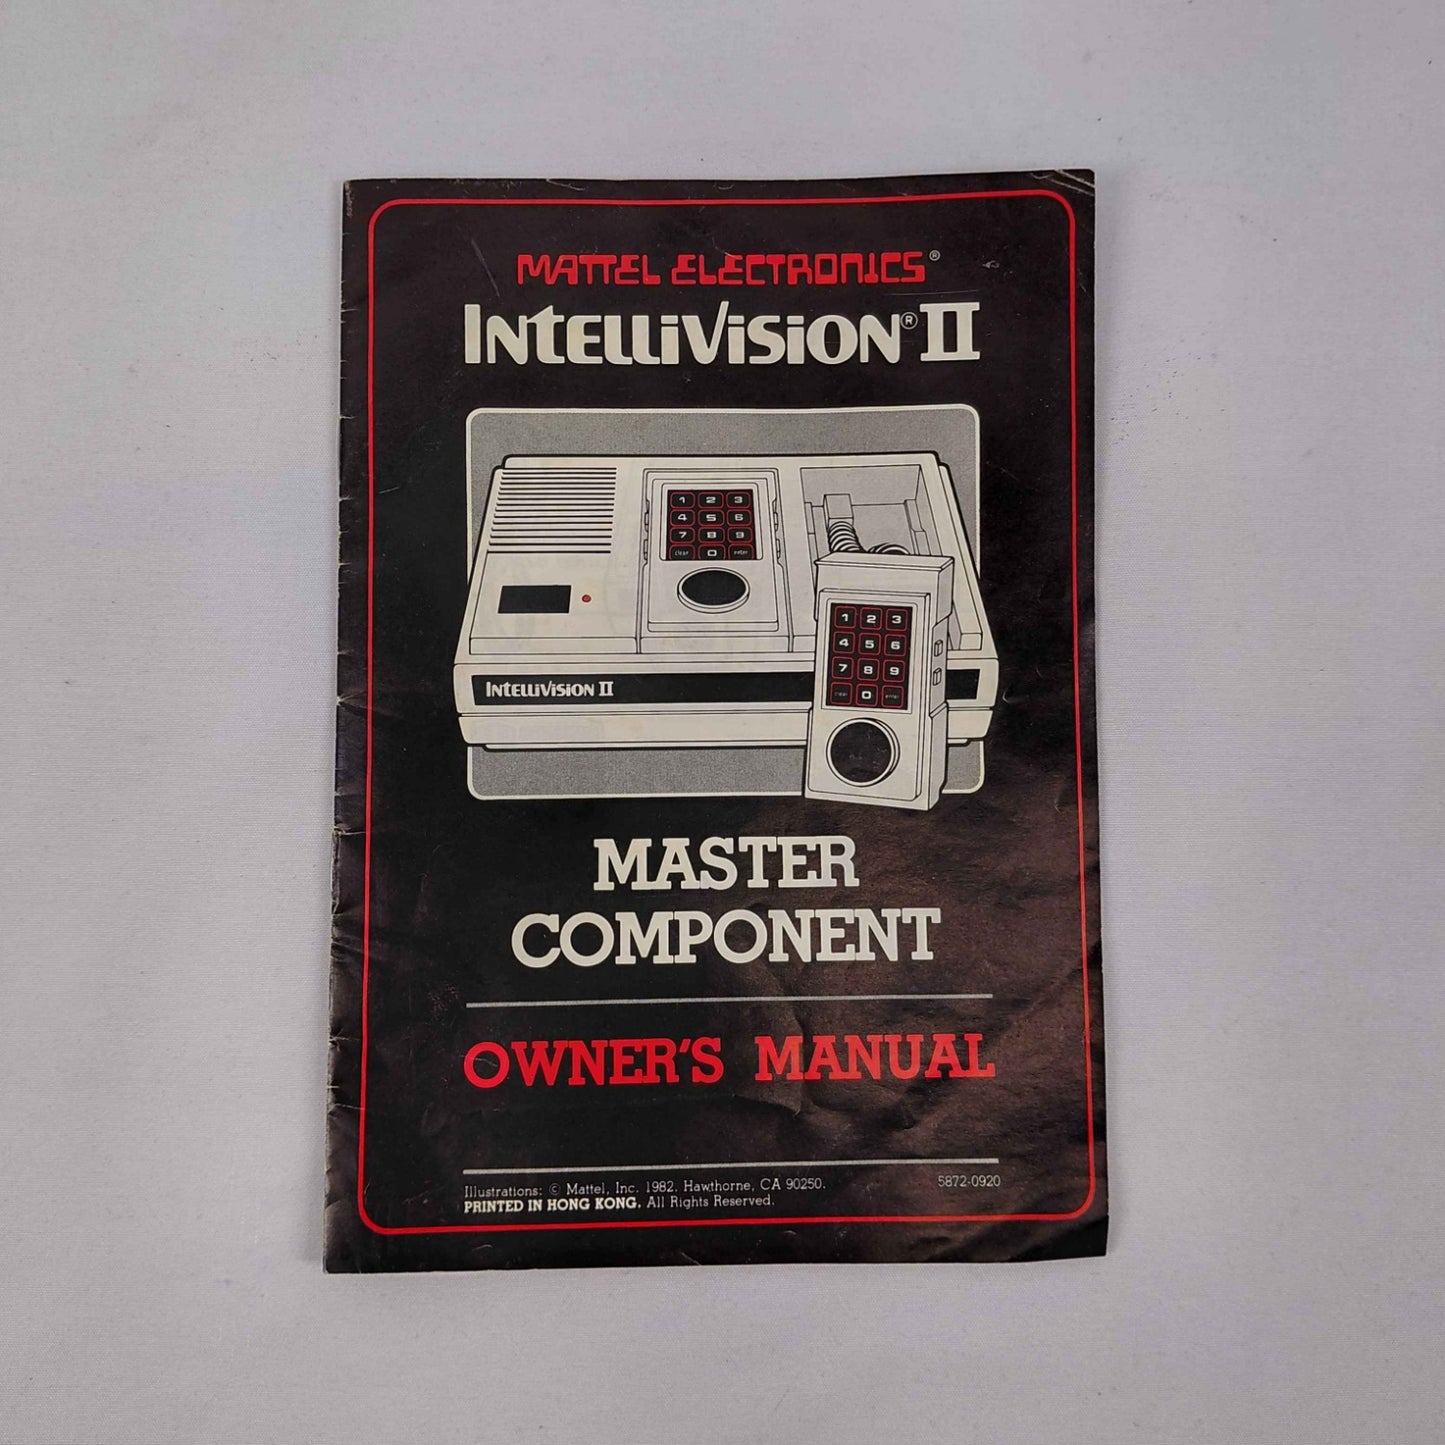 MATTEL ELECTRONICS®
INTELLIVISION® II
1 2 3
4 5 6
7 8 9
clear 0 enter
1 2 3
4 5 6
7 8 9
clear 0 enter
INTELLIVISION II
MASTER
COMPONENT
OWNER'S MANUAL
Illustrations: © Mattel, Inc. 1982. Hawthorne, CA 90250.
PRINTED IN HONG KONG. All Rights Reserved.
5872-0920